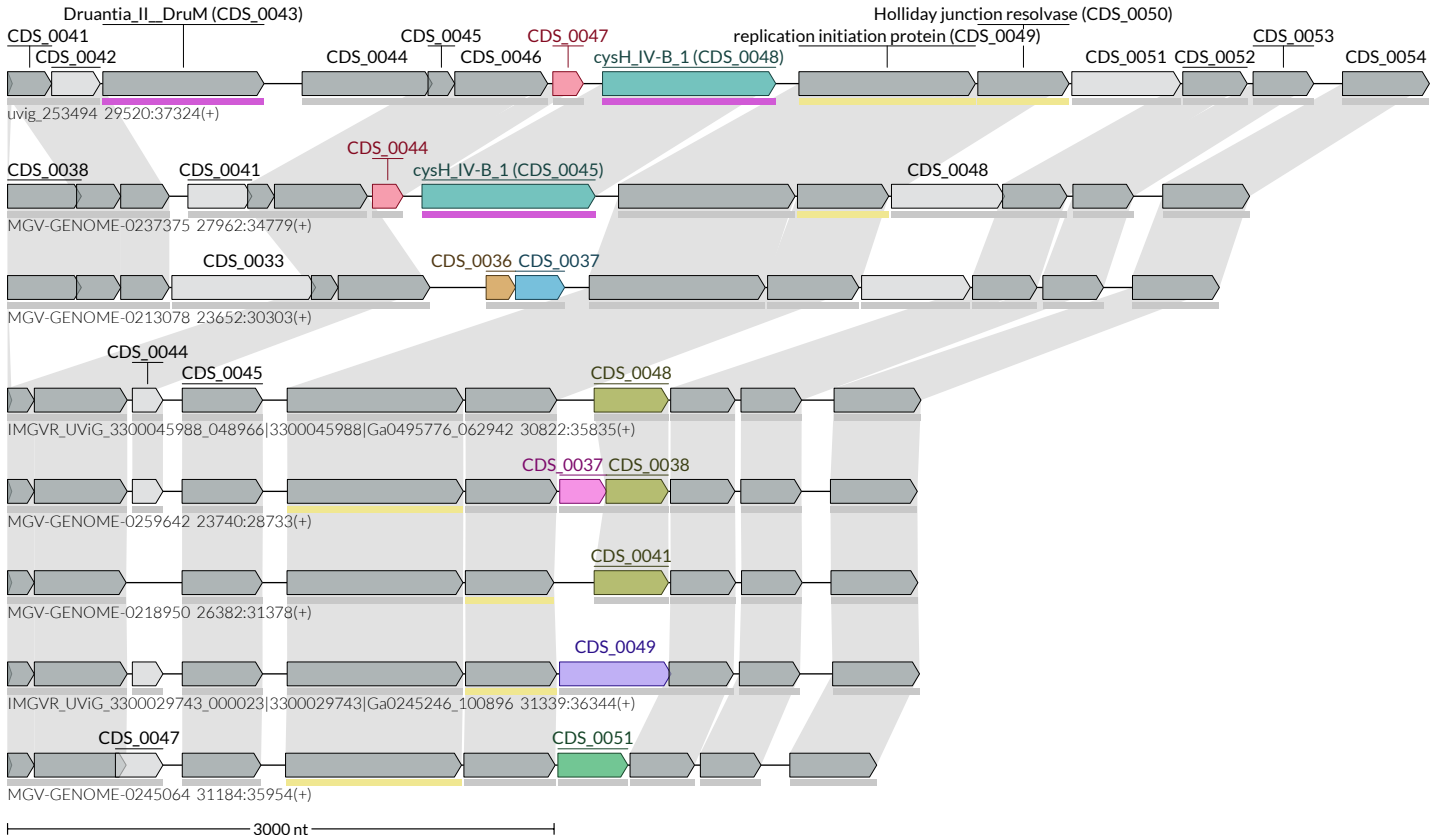 Druantia_II__DruM (CDS_0043)
Holliday junction resolvase (CDS_0050)
CDS_0041
CDS_0045
CDS_0047
replication initiation protein (CDS_0049)
CDS_0053
CDS_0042
CDS_0044
CDS_0046
cysH_IV-B_1 (CDS_0048)
CDS_0051
CDS_0052
CDS_0054
uvig_253494 29520:37324(+)
CDS_0044
CDS_0038
CDS_0041
cysH_IV-B_1 (CDS_0045)
CDS_0048
MGV-GENOME-0237375 27962:34779(+)
CDS_0033
CDS_0036
CDS_0037
MGV-GENOME-0213078 23652:30303(+)
CDS_0044
CDS_0045
CDS_0048
IMGVR_UViG_3300045988_048966|3300045988|Ga0495776_062942 30822:35835(+)
CDS_0037
CDS_0038
MGV-GENOME-0259642 23740:28733(+)
CDS_0041
MGV-GENOME-0218950 26382:31378(+)
CDS_0049
IMGVR_UViG_3300029743_000023|3300029743|Ga0245246_100896 31339:36344(+)
CDS_0047
CDS_0051
MGV-GENOME-0245064 31184:35954(+)
3000 nt